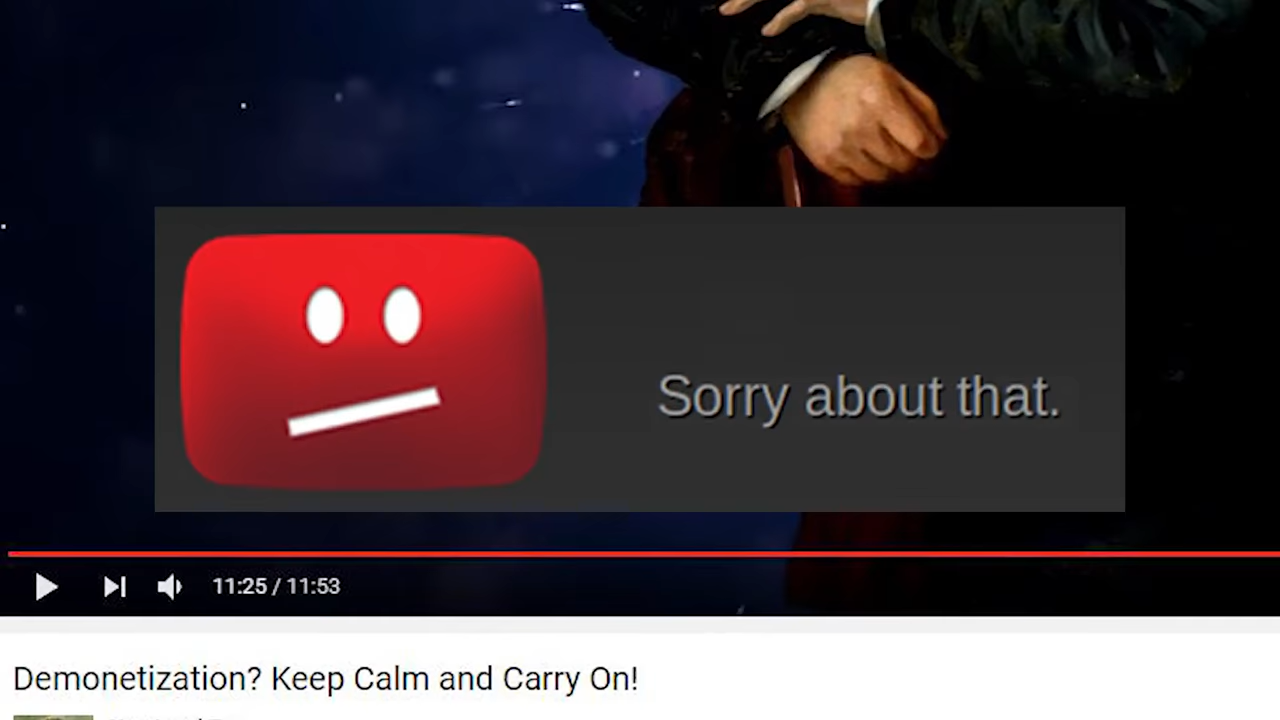 Sorry about that.
11:25 / 11:53
Demonetization? Keep Calm and Carry On!